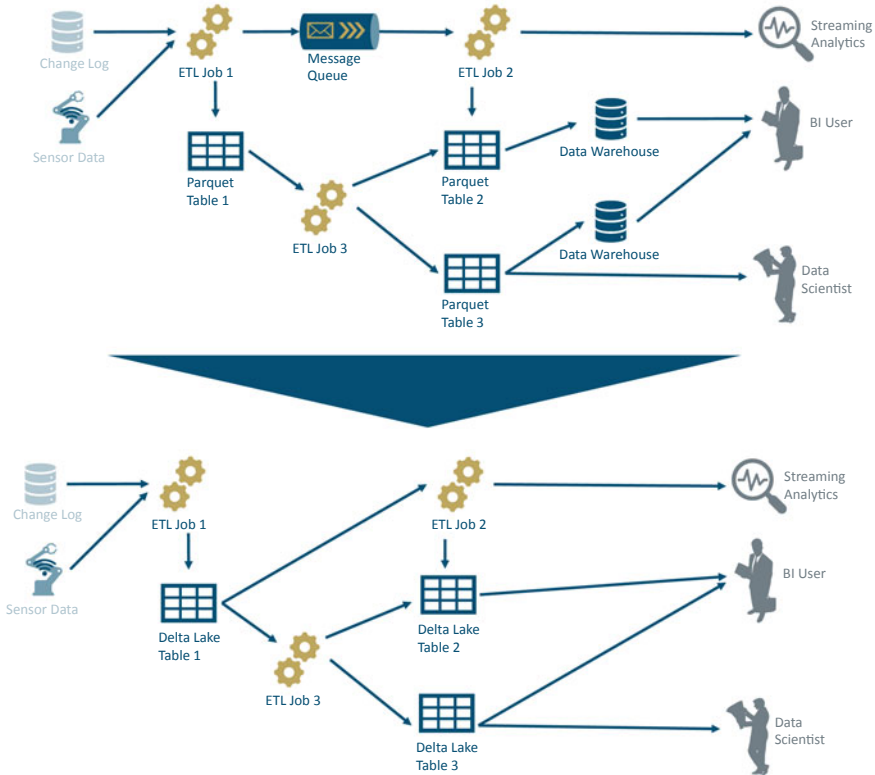 Change Log
ETL Job 1
Message
Queue
ETL Job 2
Streaming
Analytics
Sensor Data
Parquet
Table 1
ETL Job 3
Parquet
Table 2
Data Warehouse
BI User
Data Warehouse
Parquet
Table 3
Data
Scientist
Change Log
ETL Job 1
ETL Job 2
Streaming
Analytics
Sensor Data
Delta Lake
Table 1
ETL Job 3
Delta Lake
Table 2
BI User
Delta Lake
Table 3
Data
Scientist